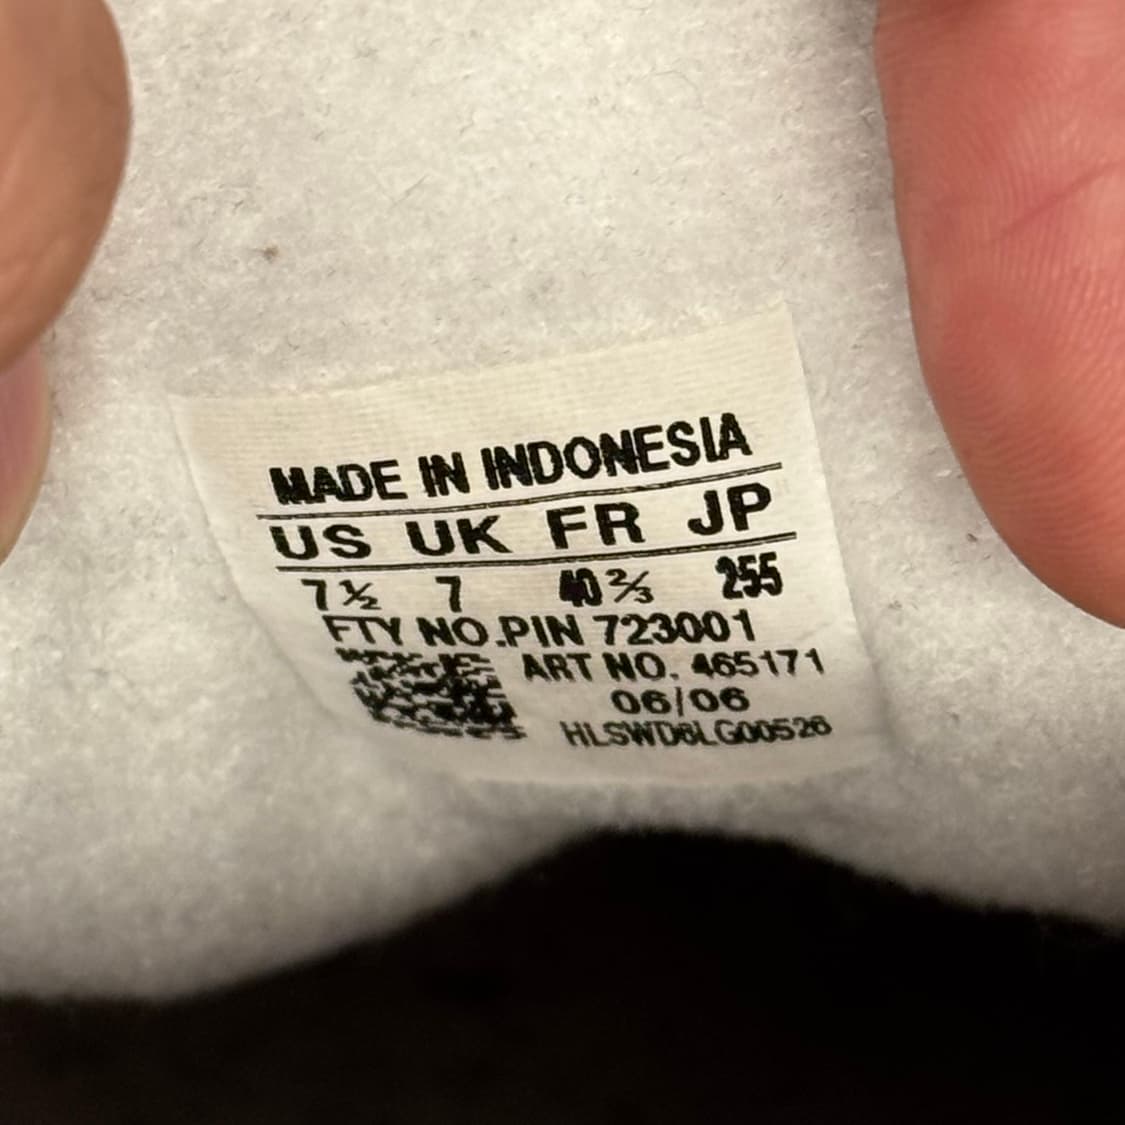 MADE IN INDONESIA
US UK FR JP
7½ 7 40⅔ 255
FTY NO.PIN 723001
ART NO. 465171
06/06
HLSWD6LG00526